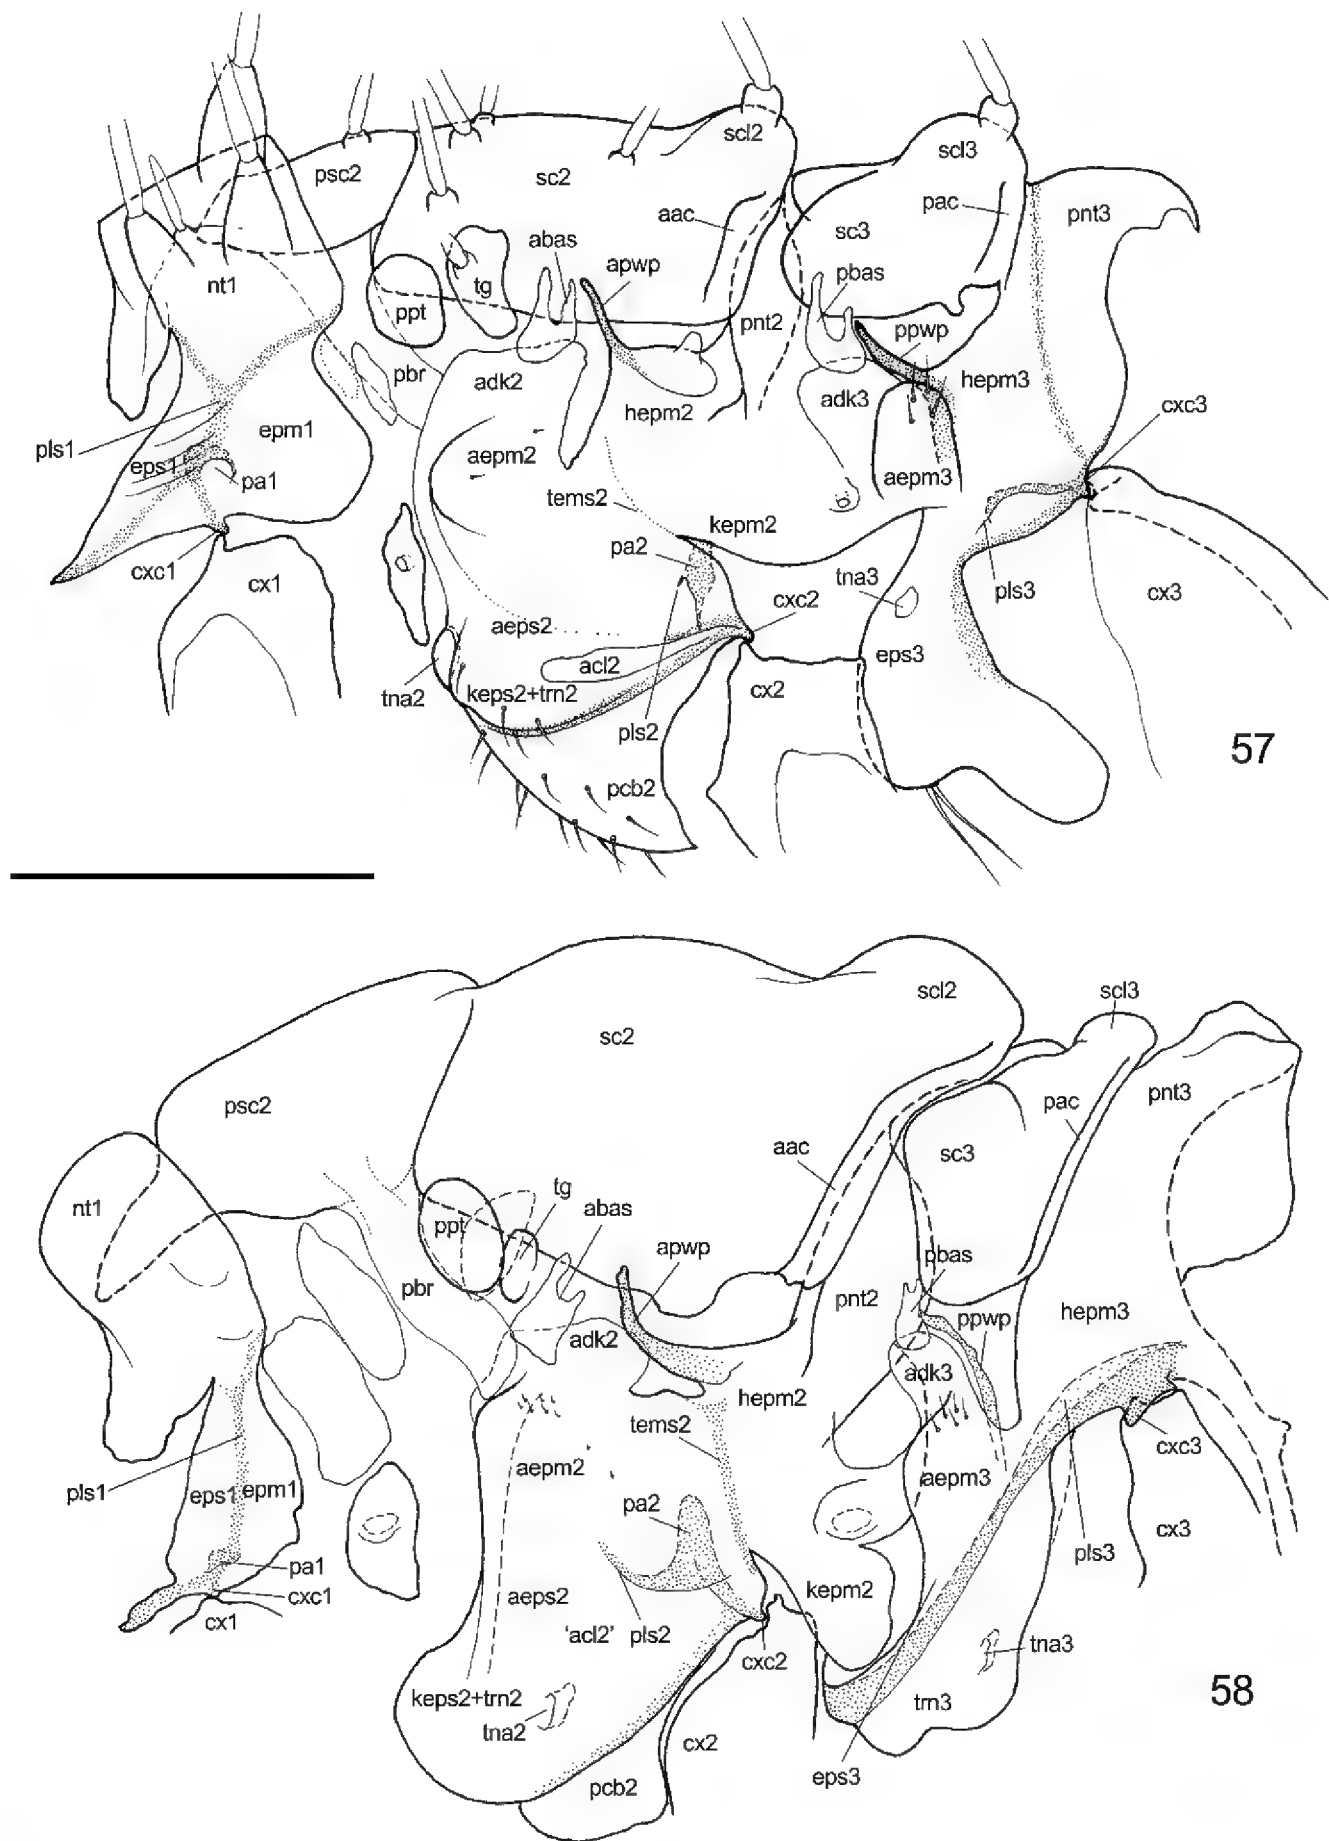 scl2
scl3
psc2
sc2
aac
pac
pnt3
nt1
abas
apwp
sc3
pbas
tg
ppt
pnt2
ppwp
pbr
adk2
hepm2
adk3
hepm3
cxc3
pls1
epm1
eps1
aepm2
pa1
aepm3
tems2
kepm2
pa2
cxc1
cx1
tna3
cxc2
pls3
cx3
aeps2
acl2
eps3
tna2
keps2+trn2
cx2
pls2
57
pcb2
scl2
scl3
sc2
psc2
pac
pnt3
aac
sc3
nt1
tg
abas
ppt
apwp
pbas
pbr
pnt2
ppwp
hepm3
adk2
adk3
hepm2
tems2
cxc3
aepm2
aepm3
pls1
eps1
epm1
pa2
cx3
pls3
pa1
cxc1
kepm2
aeps2
cx1
'acl2'
pls2
tna3
cxc2
keps2+trn2
trn3
58
tna2
cx2
eps3
pcb2